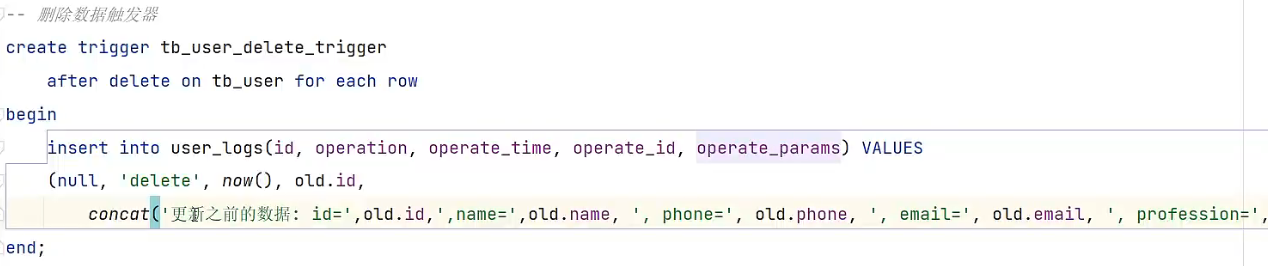 -- 删除数据触发器
create trigger tb_user_delete_trigger
after delete on tb_user for each row
begin
insert into user_logs(id, operation, operate_time, operate_id, operate_params) VALUES
(null, 'delete', now(), old.id,
concat('更新之前的数据: id=',old.id,',name=',old.name, ', phone=', old.phone, ', email=', old.email, ', profession=',
end;